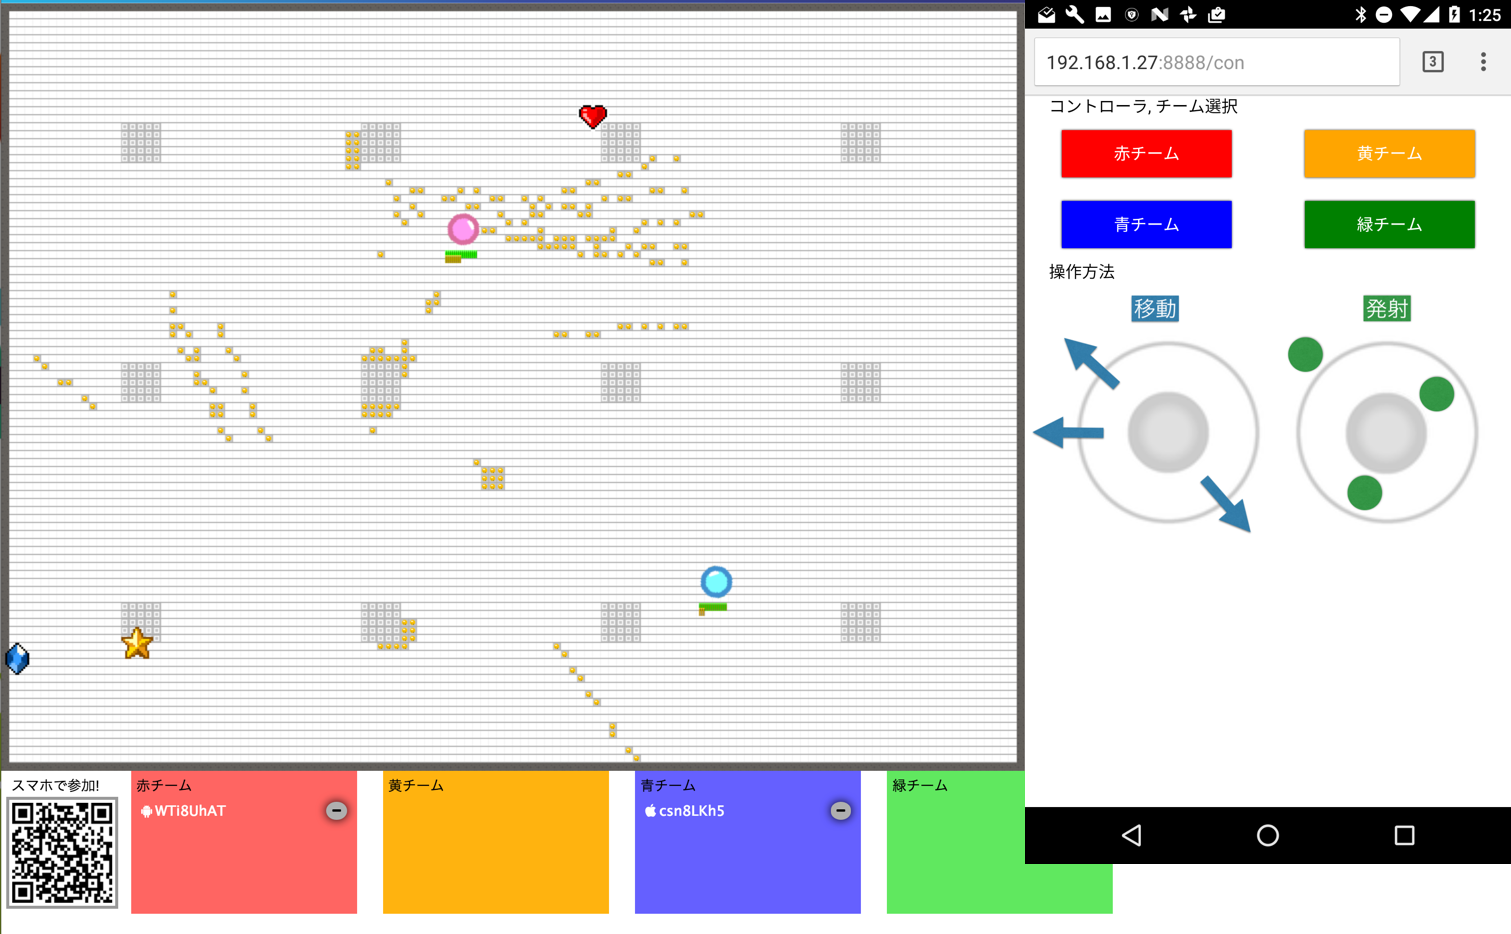 1:25
192.168.1.27:8888/con
3
コントローラ, チーム選択
赤チーム
黄チーム
青チーム
緑チーム
操作方法
移動
発射
スマホで参加!
赤チーム
WTi8UhAT
黄チーム
青チーム
csn8LKh5
緑チーム